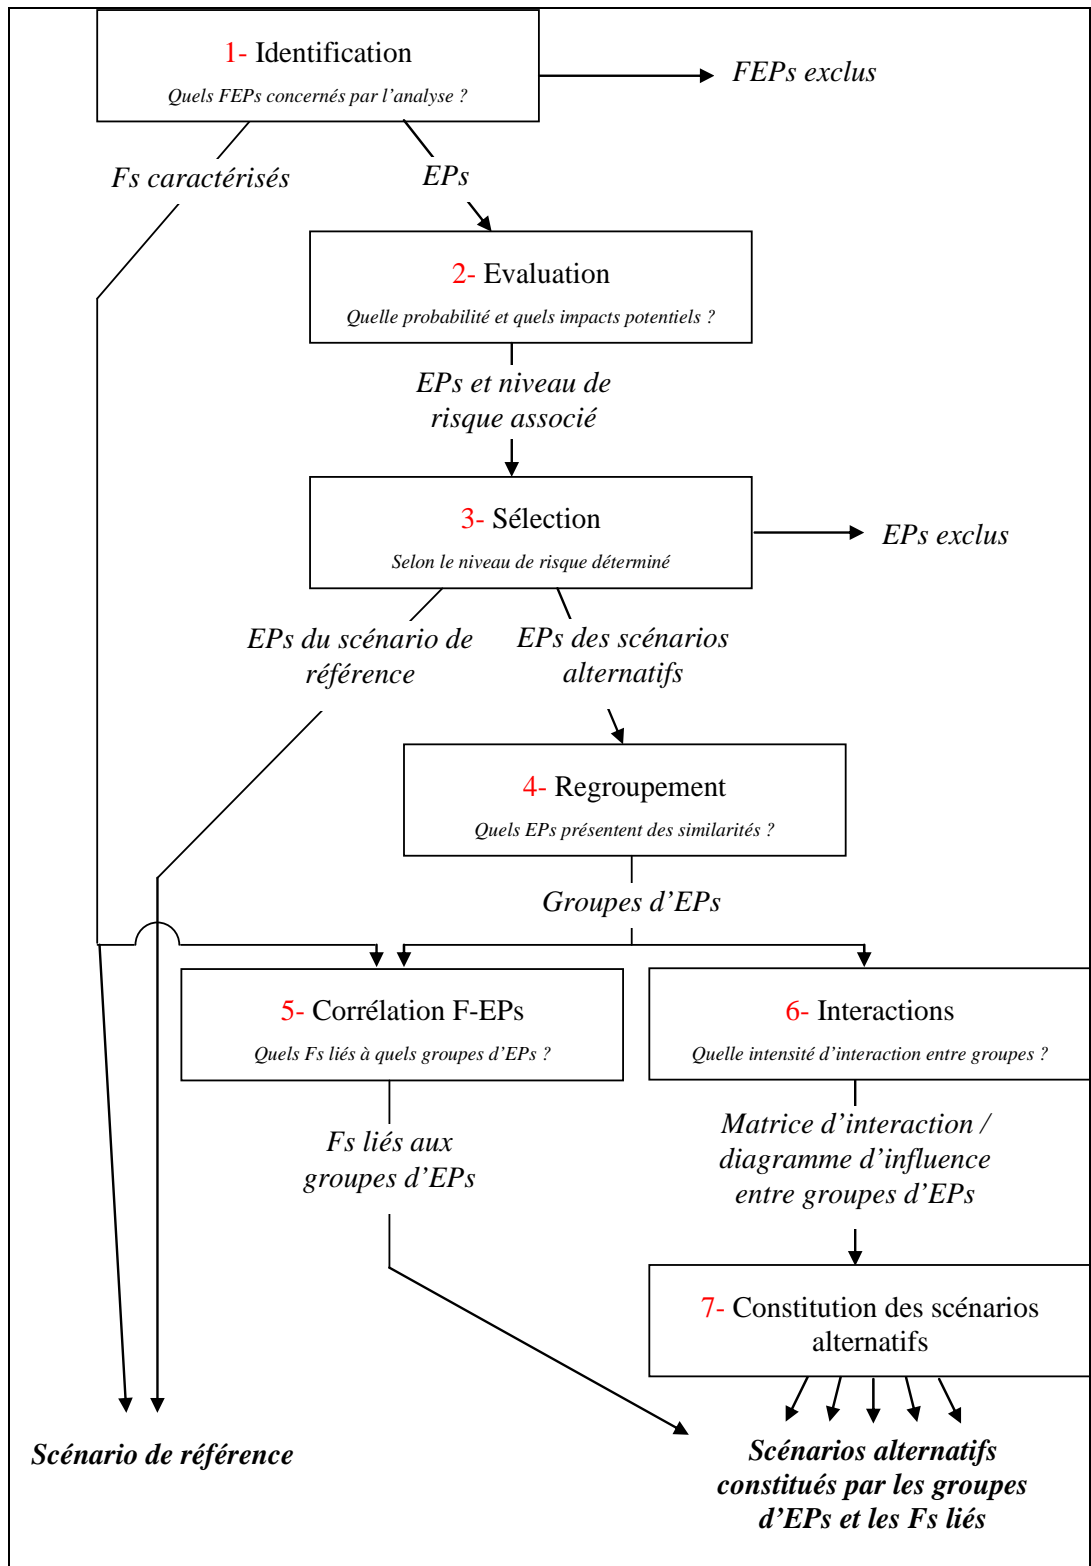 1- Identification
Quels FEPs concernés par l'analyse ?
FEPs exclus
Fs caractérisés
EPs
2- Evaluation
Quelle probabilité et quels impacts potentiels ?
EPs et niveau de
risque associé
3- Sélection
Selon le niveau de risque déterminé
EPs exclus
EPs du scénario de
référence
EPs des scénarios
alternatifs
4- Regroupement
Quels EPs présentent des similarités ?
Groupes d'EPs
5- Corrélation F-EPs
Quels Fs liés à quels groupes d'EPs ?
6- Interactions
Quelle intensité d'interaction entre groupes ?
Fs liés aux
groupes d'EPs
Matrice d'interaction /
diagramme d'influence
entre groupes d'EPs
7- Constitution des scénarios
alternatifs
Scénario de référence
Scénarios alternatifs
constitués par les groupes
d'EPs et les Fs liés